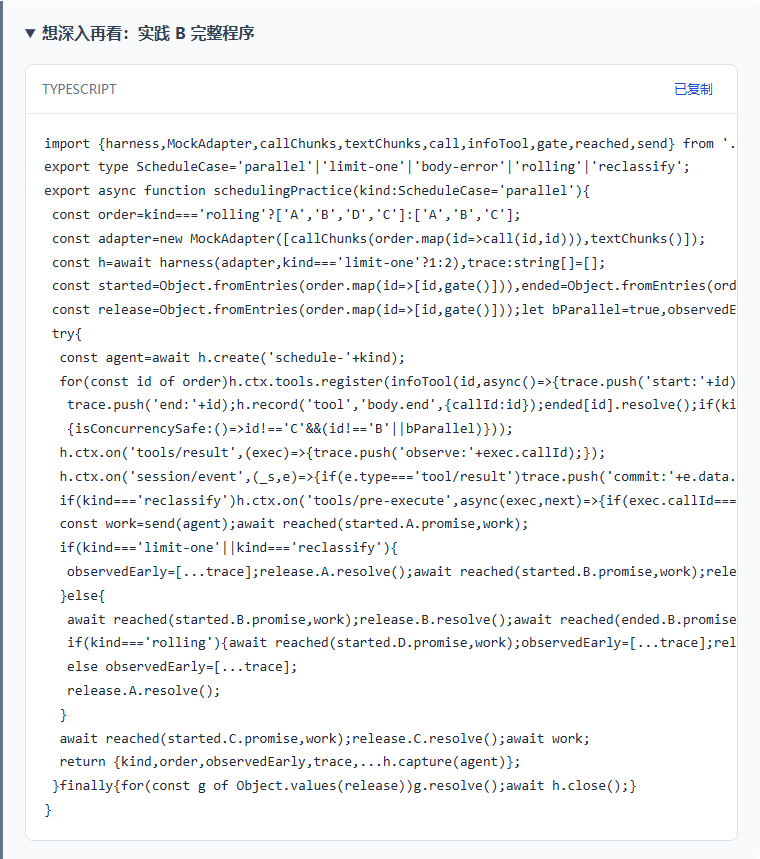 ▼ 想深入再看：实践 B 完整程序
TYPESCRIPT
已复制
import {harness,MockAdapter,callChunks,textChunks,call,infoTool,gate,reached,send} from '.
export type ScheduleCase='parallel'|'limit-one'|'body-error'|'rolling'|'reclassify';
export async function schedulingPractice(kind:ScheduleCase='parallel'){
 const order=kind==='rolling'?['A','B','D','C']:['A','B','C'];
 const adapter=new MockAdapter([callChunks(order.map(id=>call(id,id))),textChunks()]);
 const h=await harness(adapter,kind==='limit-one'?1:2),trace:string[]=[];
 const started=Object.fromEntries(order.map(id=>[id,gate()])),ended=Object.fromEntries(ord
 const release=Object.fromEntries(order.map(id=>[id,gate()]));let bParallel=true,observedE
 try{
  const agent=await h.create('schedule-'+kind);
  for(const id of order)h.ctx.tools.register(infoTool(id,async()=>{trace.push('start:'+id)
   trace.push('end:'+id);h.record('tool','body.end',{callId:id});ended[id].resolve();if(ki
   {isConcurrencySafe:()=>id!=='C'&&(id!=='B'||bParallel)}));
  h.ctx.on('tools/result',(exec)=>{trace.push('observe:'+exec.callId);});
  h.ctx.on('session/event',(_s,e)=>{if(e.type==='tool/result')trace.push('commit:'+e.data.
  if(kind==='reclassify')h.ctx.on('tools/pre-execute',async(exec,next)=>{if(exec.callId===
  const work=send(agent);await reached(started.A.promise,work);
  if(kind==='limit-one'||kind==='reclassify'){
   observedEarly=[...trace];release.A.resolve();await reached(started.B.promise,work);rele
  }else{
   await reached(started.B.promise,work);release.B.resolve();await reached(ended.B.promise
   if(kind==='rolling'){await reached(started.D.promise,work);observedEarly=[...trace];rel
   else observedEarly=[...trace];
   release.A.resolve();
  }
  await reached(started.C.promise,work);release.C.resolve();await work;
  return {kind,order,observedEarly,trace,...h.capture(agent)};
 }finally{for(const g of Object.values(release))g.resolve();await h.close();}
}